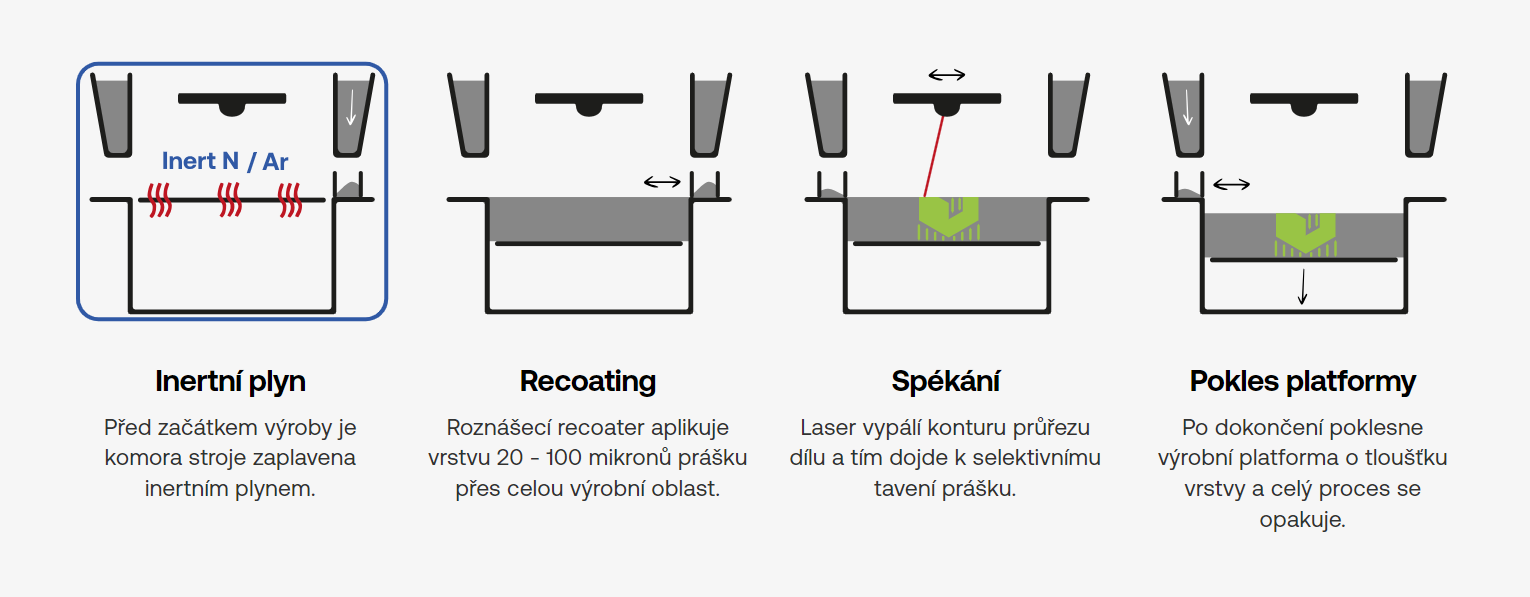 Inert N / Ar
Inertní plyn
Před začátkem výroby je
komora stroje zaplavena
inertním plynem.
Recoating
Roznášecí recoater aplikuje
vrstvu 20 - 100 mikronů prášku
přes celou výrobní oblast.
Spékání
Laser vypálí konturu průřezu
dílu a tím dojde k selektivnímu
tavení prášku.
Pokles platformy
Po dokončení poklesne
výrobní platforma o tloušťku
vrstvy a celý proces se
opakuje.